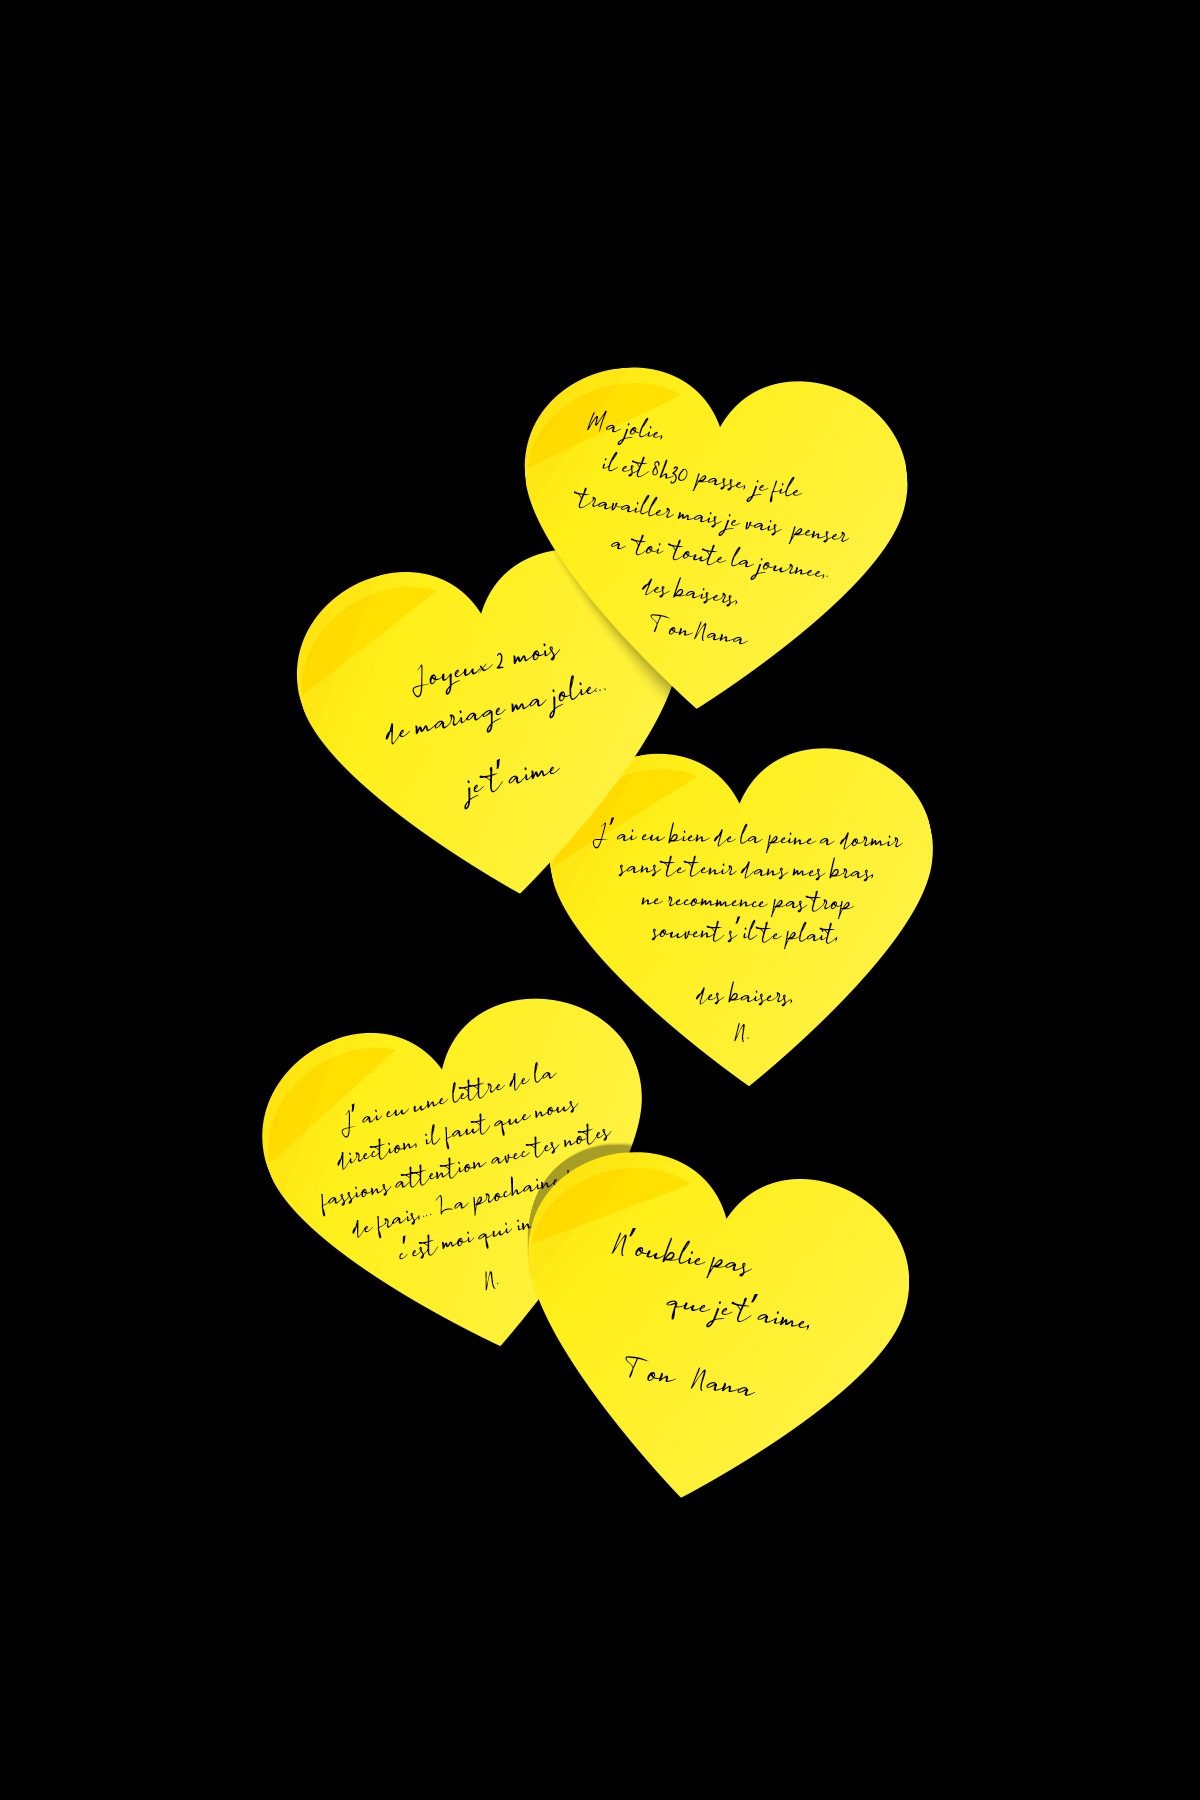 Ma jolie,
il est 8h30 passe, je file
travailler mais je vais penser
a toi toute la journee.
des baisers,
Ton Nana
Joyeux 2 mois
de mariage ma jolie...
je t'aime
J'ai eu bien de la peine a dormir
sans te tenir dans mes bras,
ne recommence pas trop
souvent s'il te plait,
des baisers,
N.
J'ai eu une lettre de la
direction, il faut que nous
fassions attention avec tes notes
de frais,... La prochaine
c'est moi qui
N.
N'oublie pas
que je t'aime,
Ton Nana